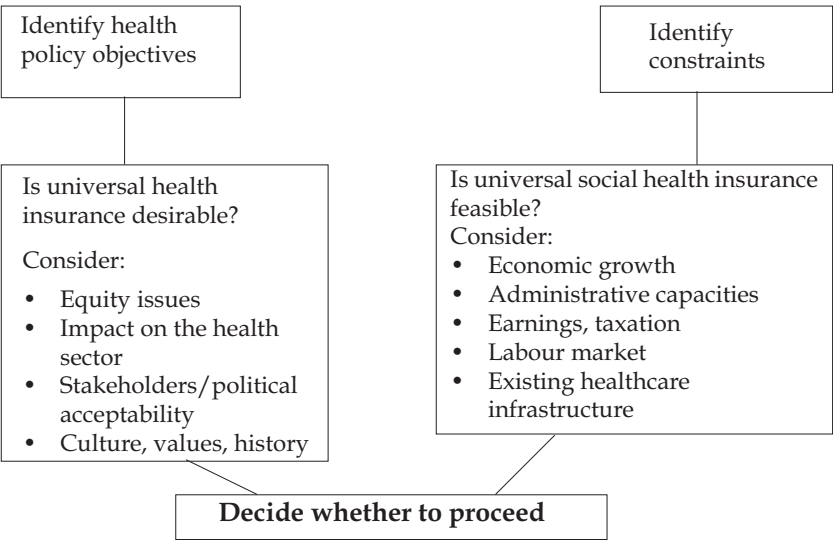 Identify health
policy objectives
Identify
constraints
Is universal health
insurance desirable?
Consider:
• Equity issues
• Impact on the health
sector
• Stakeholders/political
acceptability
• Culture, values, history
Is universal social health insurance
feasible?
Consider:
• Economic growth
• Administrative capacities
• Earnings, taxation
• Labour market
• Existing healthcare
infrastructure
Decide whether to proceed